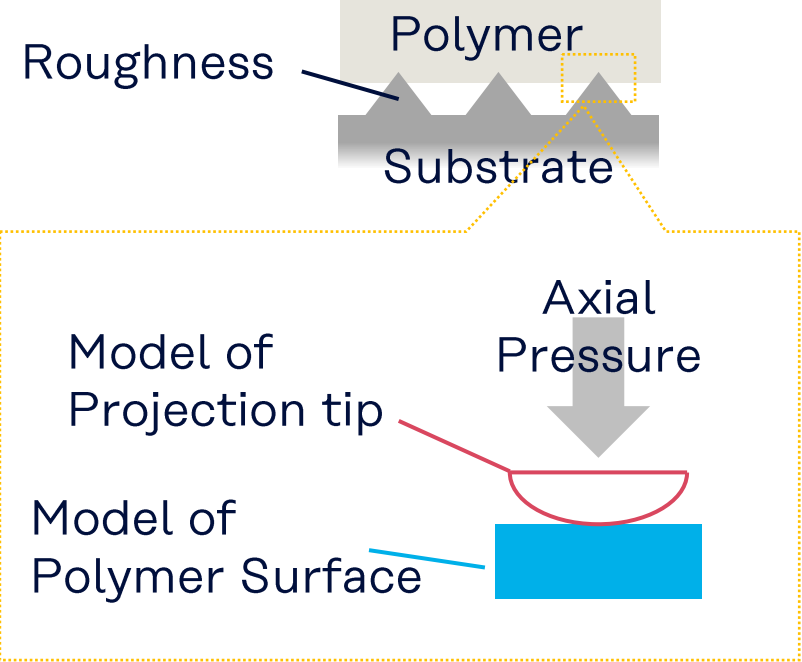 Polymer
Roughness
Substrate
Axial
Pressure
Model of
Projection tip
Model of
Polymer Surface